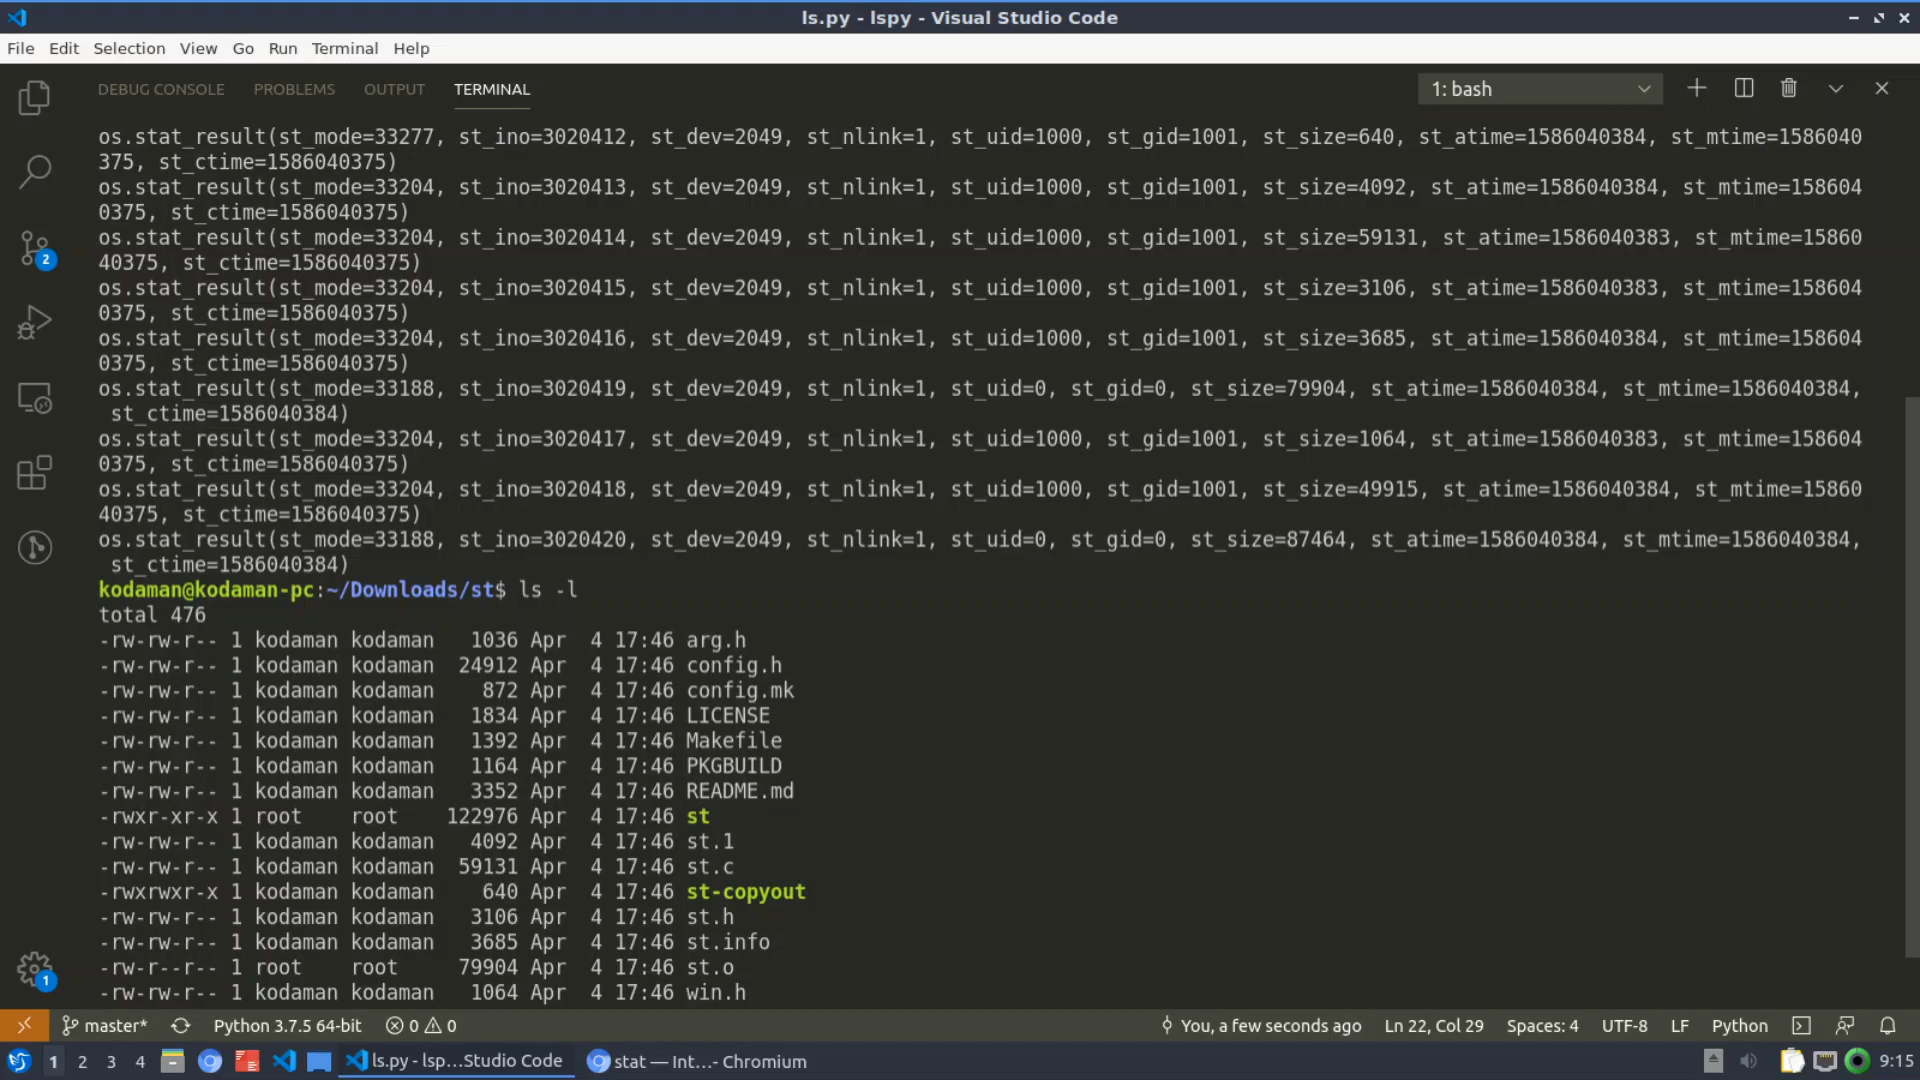 ls.py - lspy - Visual Studio Code
File Edit Selection View Go Run Terminal Help
DEBUG CONSOLE PROBLEMS OUTPUT TERMINAL 1: bash
os.stat_result(st_mode=33277, st_ino=3020412, st_dev=2049, st_nlink=1, st_uid=1000, st_gid=1001, st_size=640, st_atime=1586040384, st_mtime=1586040
375, st_ctime=1586040375)
os.stat_result(st_mode=33204, st_ino=3020413, st_dev=2049, st_nlink=1, st_uid=1000, st_gid=1001, st_size=4092, st_atime=1586040384, st_mtime=158604
0375, st_ctime=1586040375)
os.stat_result(st_mode=33204, st_ino=3020414, st_dev=2049, st_nlink=1, st_uid=1000, st_gid=1001, st_size=59131, st_atime=1586040383, st_mtime=15860
40375, st_ctime=1586040375)
os.stat_result(st_mode=33204, st_ino=3020415, st_dev=2049, st_nlink=1, st_uid=1000, st_gid=1001, st_size=3106, st_atime=1586040383, st_mtime=158604
0375, st_ctime=1586040375)
os.stat_result(st_mode=33204, st_ino=3020416, st_dev=2049, st_nlink=1, st_uid=1000, st_gid=1001, st_size=3685, st_atime=1586040384, st_mtime=158604
0375, st_ctime=1586040375)
os.stat_result(st_mode=33188, st_ino=3020419, st_dev=2049, st_nlink=1, st_uid=0, st_gid=0, st_size=79904, st_atime=1586040384, st_mtime=1586040384,
 st_ctime=1586040384)
os.stat_result(st_mode=33204, st_ino=3020417, st_dev=2049, st_nlink=1, st_uid=1000, st_gid=1001, st_size=1064, st_atime=1586040383, st_mtime=158604
0375, st_ctime=1586040375)
os.stat_result(st_mode=33204, st_ino=3020418, st_dev=2049, st_nlink=1, st_uid=1000, st_gid=1001, st_size=49915, st_atime=1586040384, st_mtime=15860
40375, st_ctime=1586040375)
os.stat_result(st_mode=33188, st_ino=3020420, st_dev=2049, st_nlink=1, st_uid=0, st_gid=0, st_size=87464, st_atime=1586040384, st_mtime=1586040384,
 st_ctime=1586040384)
kodaman@kodaman-pc:~/Downloads/st$ ls -l
total 476
-rw-rw-r-- 1 kodaman kodaman   1036 Apr  4 17:46 arg.h
-rw-rw-r-- 1 kodaman kodaman  24912 Apr  4 17:46 config.h
-rw-rw-r-- 1 kodaman kodaman    872 Apr  4 17:46 config.mk
-rw-rw-r-- 1 kodaman kodaman   1834 Apr  4 17:46 LICENSE
-rw-rw-r-- 1 kodaman kodaman   1392 Apr  4 17:46 Makefile
-rw-rw-r-- 1 kodaman kodaman   1164 Apr  4 17:46 PKGBUILD
-rw-rw-r-- 1 kodaman kodaman   3352 Apr  4 17:46 README.md
-rwxr-xr-x 1 root    root    122976 Apr  4 17:46 st
-rw-rw-r-- 1 kodaman kodaman   4092 Apr  4 17:46 st.1
-rw-rw-r-- 1 kodaman kodaman  59131 Apr  4 17:46 st.c
-rwxrwxr-x 1 kodaman kodaman    640 Apr  4 17:46 st-copyout
-rw-rw-r-- 1 kodaman kodaman   3106 Apr  4 17:46 st.h
-rw-rw-r-- 1 kodaman kodaman   3685 Apr  4 17:46 st.info
-rw-r--r-- 1 root    root     79904 Apr  4 17:46 st.o
-rw-rw-r-- 1 kodaman kodaman   1064 Apr  4 17:46 win.h
2
1
master* Python 3.7.5 64-bit 0 0 You, a few seconds ago Ln 22, Col 29 Spaces: 4 UTF-8 LF Python
1 2 3 4 ls.py - lsp...Studio Code stat — Int...- Chromium 9:15